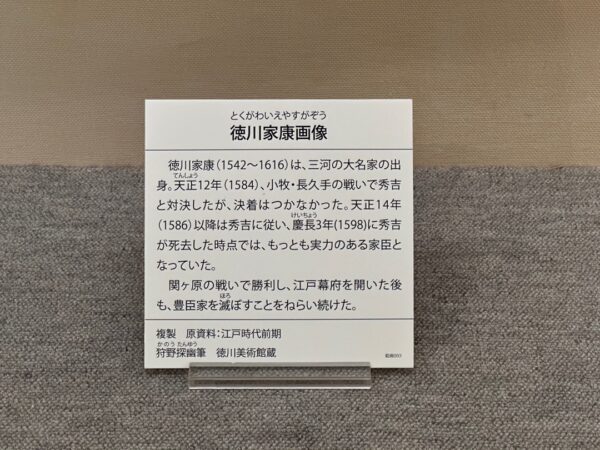 とくがわいえやすがぞう
徳川家康画像
徳川家康（1542～1616）は、三河の大名家の出
てんしょう
身。天正12年（1584）、小牧・長久手の戦いで秀吉
と対決したが、決着はつかなかった。天正14年
けいちょう
（1586）以降は秀吉に従い、慶長3年(1598)に秀吉
が死去した時点では、もっとも実力のある家臣と
なっていた。
関ヶ原の戦いで勝利し、江戸幕府を開いた後
ほろ
も、豊臣家を滅ぼすことをねらい続けた。
複製　原資料：江戸時代前期
かのう たんゆう
狩野探幽筆　徳川美術館蔵